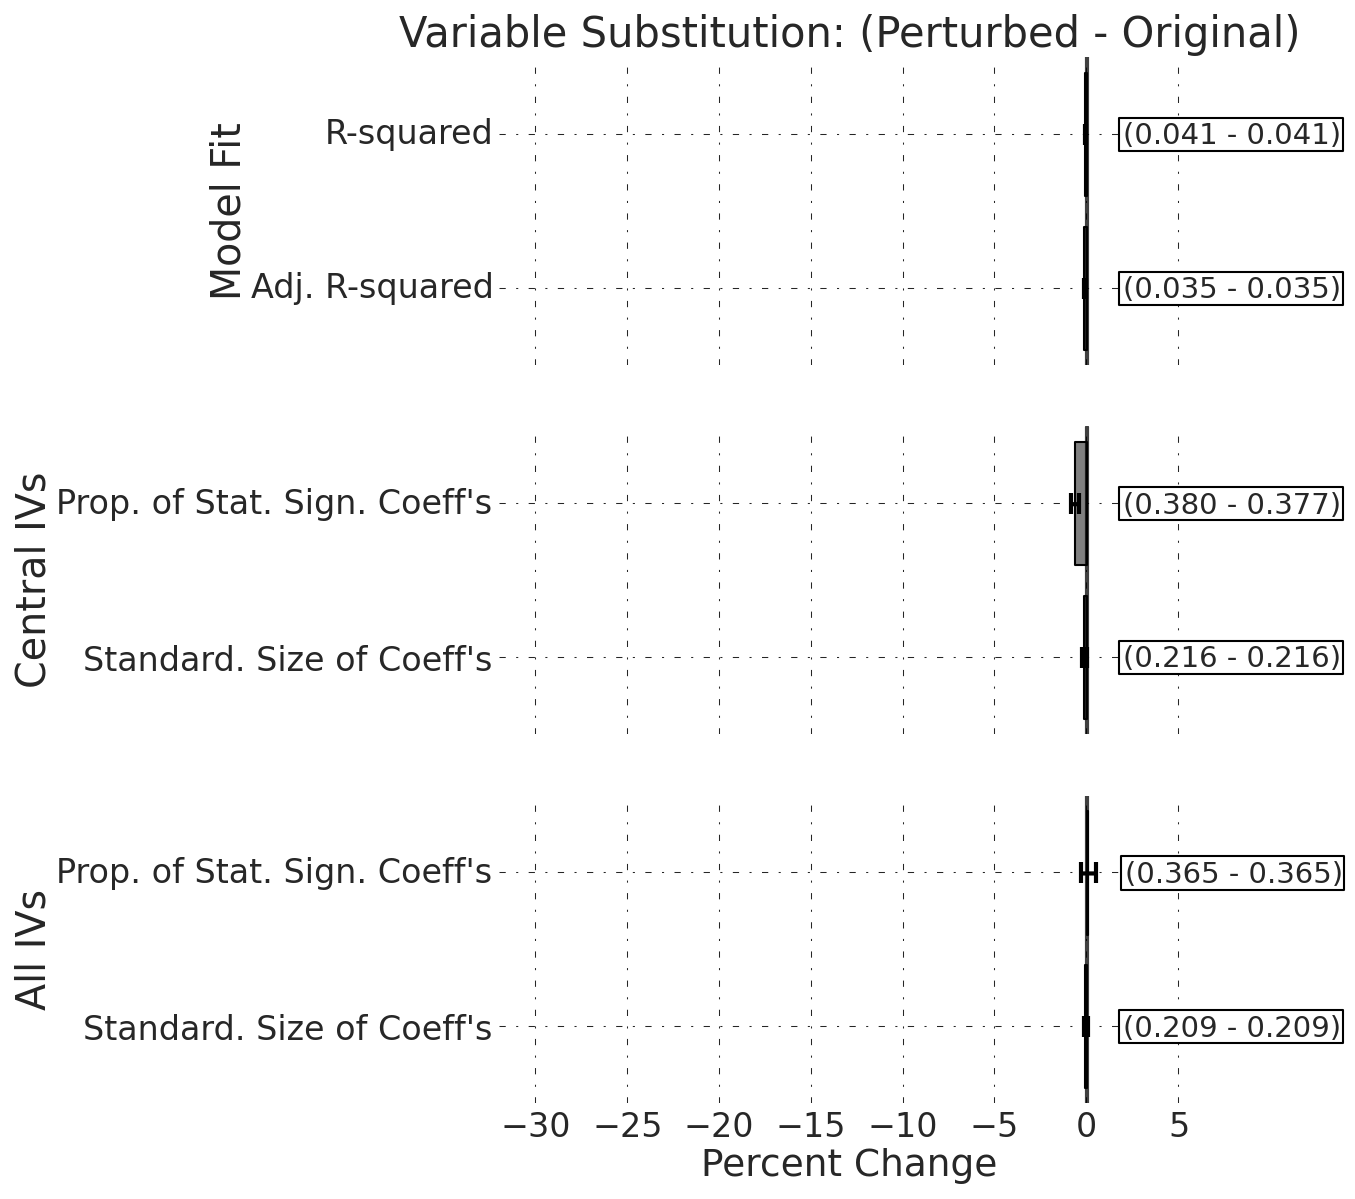 Variable Substitution: (Perturbed - Original)
Model Fit
R-squared
(0.041 - 0.041)
Adj. R-squared
(0.035 - 0.035)
Central IVs
Prop. of Stat. Sign. Coeff's
(0.380 - 0.377)
Standard. Size of Coeff's
(0.216 - 0.216)
All IVs
Prop. of Stat. Sign. Coeff's
(0.365 - 0.365)
Standard. Size of Coeff's
(0.209 - 0.209)
−30 −25 −20 −15 −10 −5 0 5
Percent Change